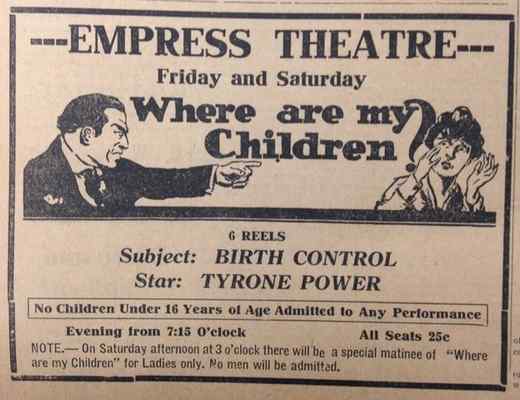 ---EMPRESS THEATRE---
Friday and Saturday
Where are my
Children?
6 REELS
Subject: BIRTH CONTROL
Star: TYRONE POWER
No Children Under 16 Years of Age Admitted to Any Performance
Evening from 7:15 O'clock All Seats 25c
NOTE.— On Saturday afternoon at 3 o'clock there will be a special matinee of "Where
are my Children" for Ladies only. No men will be admitted.